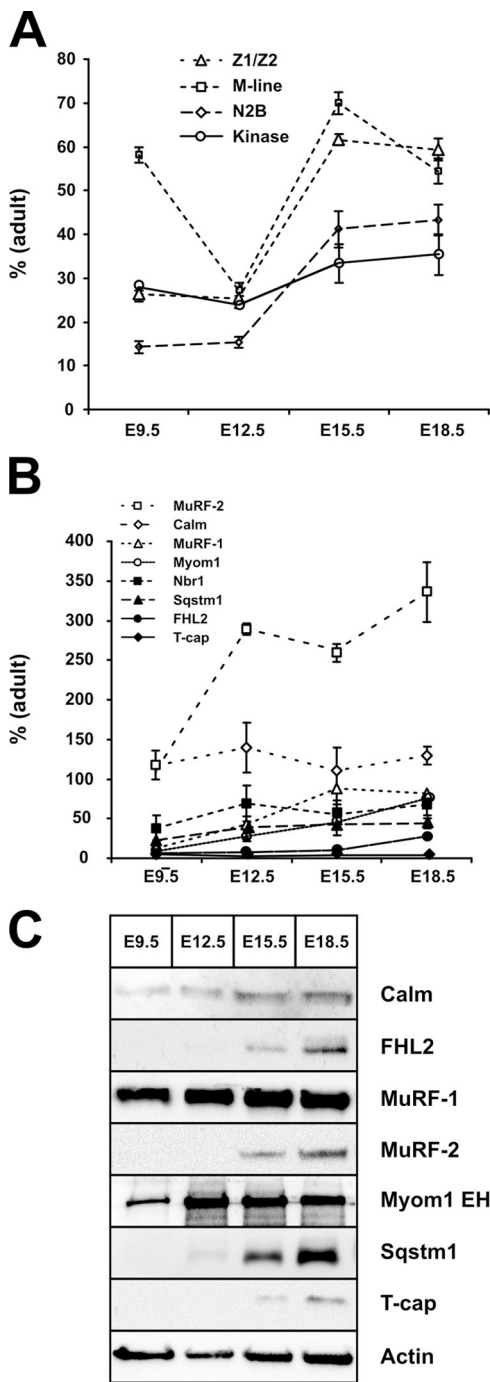 A
80
70
60
50
40
30
20
10
0
% (adult)
Z1/Z2
M-line
N2B
Kinase
E9.5 E12.5 E15.5 E18.5
B
MuRF-2
Calm
MuRF-1
Myom1
Nbr1
Sqstm1
FHL2
T-cap
400
350
300
250
200
150
100
50
0
% (adult)
E9.5 E12.5 E15.5 E18.5
C
E9.5 E12.5 E15.5 E18.5
Calm
FHL2
MuRF-1
MuRF-2
Myom1 EH
Sqstm1
T-cap
Actin